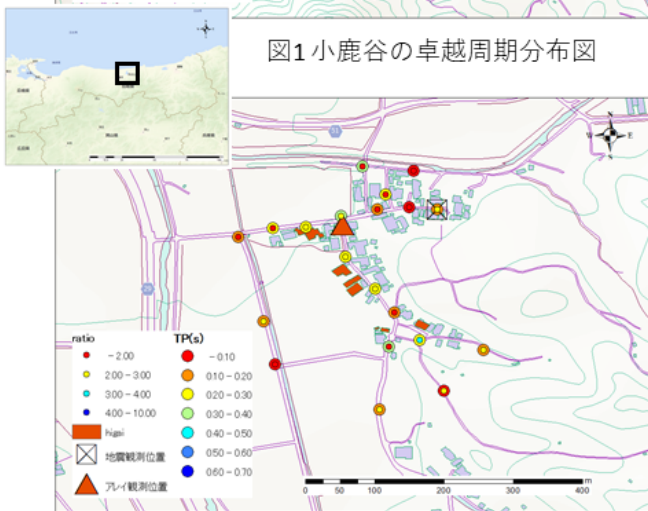 図1 小鹿谷の卓越周期分布図
N
W
E
S
ratio
- 2.00
2.00 - 3.00
3.00 - 4.00
4.00 - 10.00
higai
地震観測位置
アレイ観測位置
TP(s)
- 0.10
0.10 - 0.20
0.20 - 0.30
0.30 - 0.40
0.40 - 0.50
0.50 - 0.60
0.60 - 0.70
0 50 100 200 300 400
m